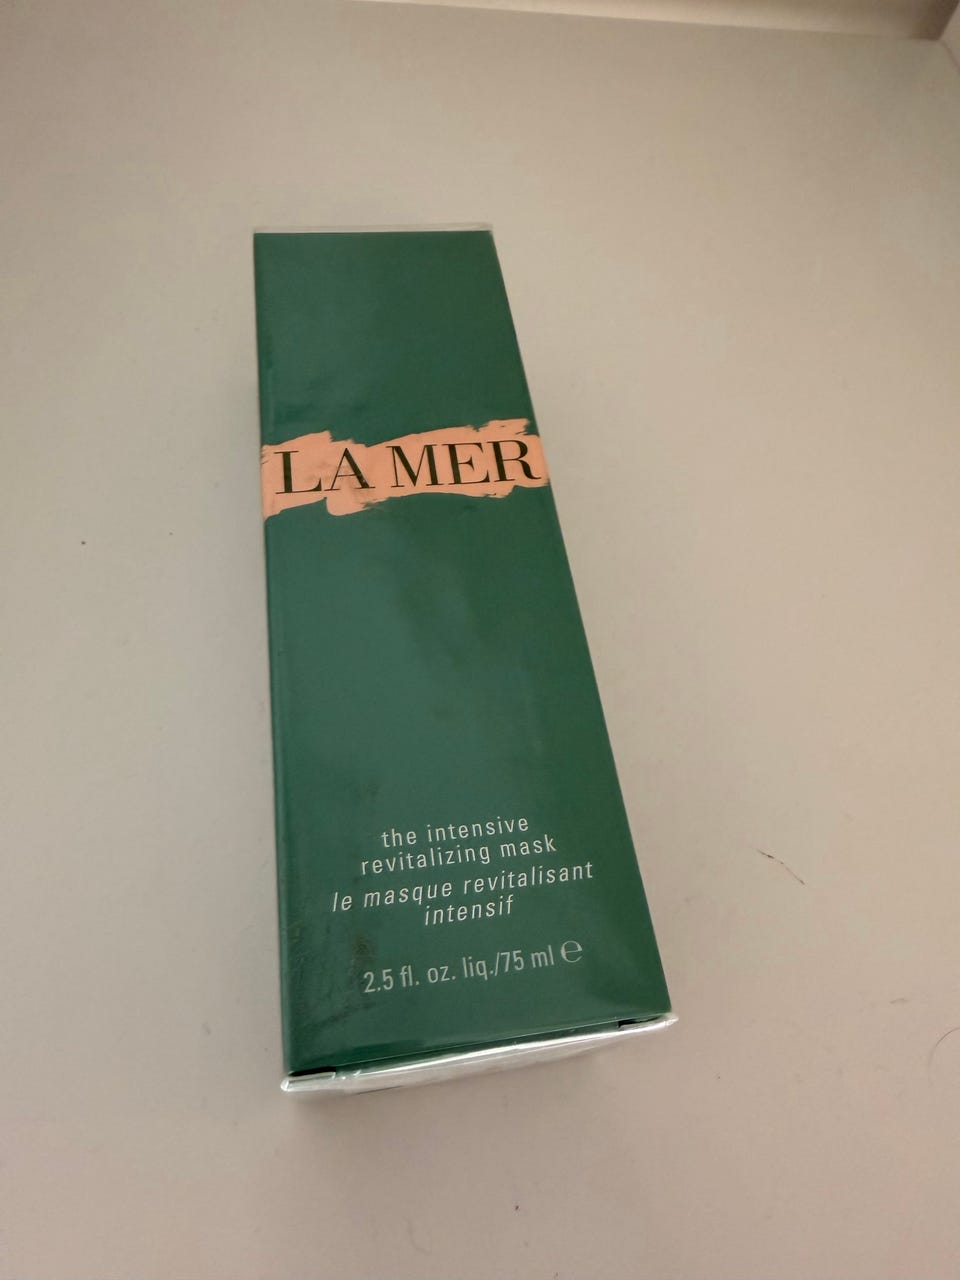 LA MER
the intensive
revitalizing mask
le masque revitalisant
intensif
2.5 fl. oz. liq./75 ml ℮